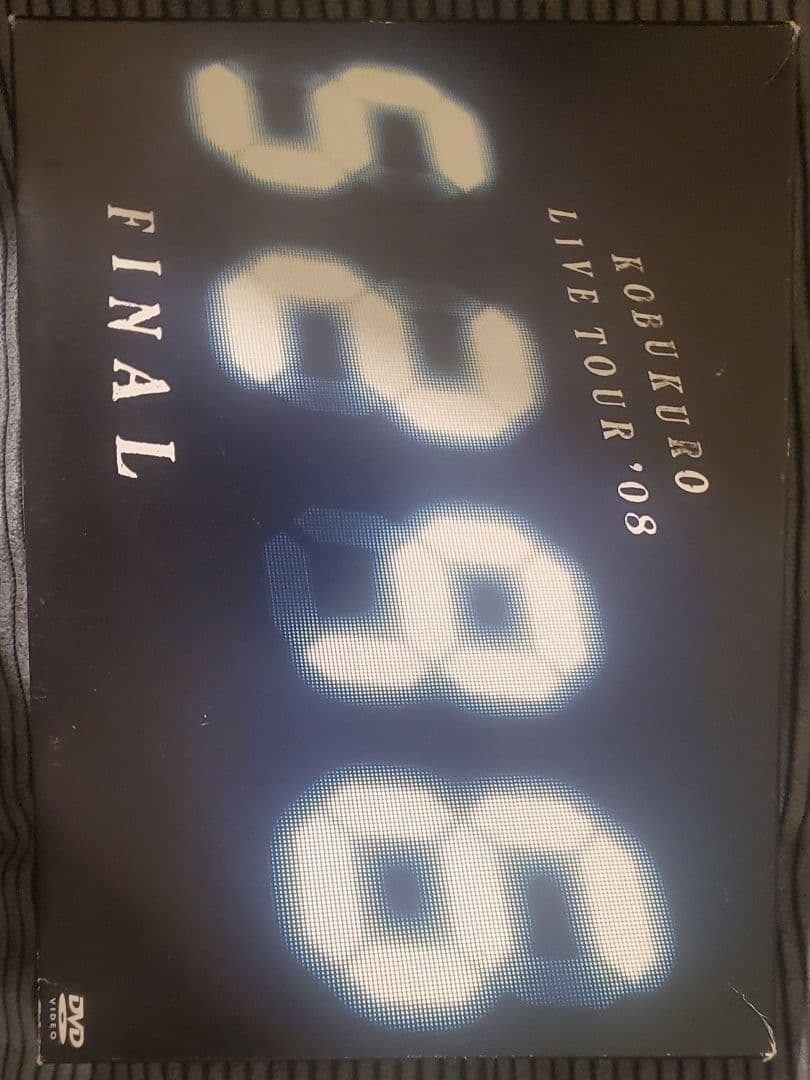 KOBUKURO
LIVE TOUR '08
5296
FINAL
DVD
VIDEO